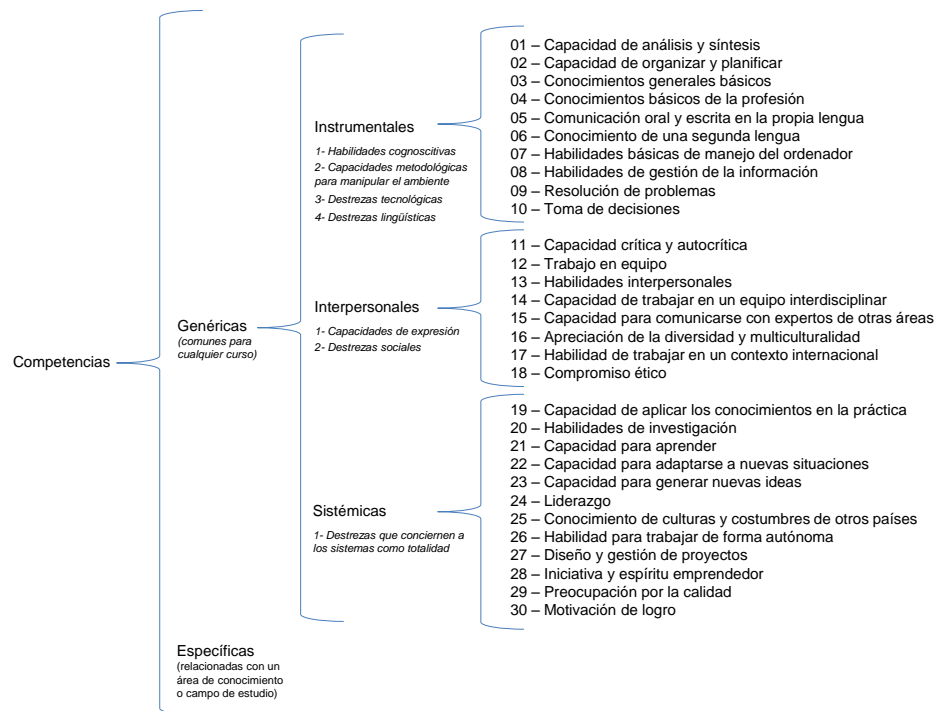 Competencias
Genéricas
(comunes para
cualquier curso)
Instrumentales
1- Habilidades cognoscitivas
2- Capacidades metodológicas
para manipular el ambiente
3- Destrezas tecnológicas
4- Destrezas lingüísticas
01 – Capacidad de análisis y síntesis
02 – Capacidad de organizar y planificar
03 – Conocimientos generales básicos
04 – Conocimientos básicos de la profesión
05 – Comunicación oral y escrita en la propia lengua
06 – Conocimiento de una segunda lengua
07 – Habilidades básicas de manejo del ordenador
08 – Habilidades de gestión de la información
09 – Resolución de problemas
10 – Toma de decisiones
Interpersonales
1- Capacidades de expresión
2- Destrezas sociales
11 – Capacidad crítica y autocrítica
12 – Trabajo en equipo
13 – Habilidades interpersonales
14 – Capacidad de trabajar en un equipo interdisciplinar
15 – Capacidad para comunicarse con expertos de otras áreas
16 – Apreciación de la diversidad y multiculturalidad
17 – Habilidad de trabajar en un contexto internacional
18 – Compromiso ético
Sistémicas
1- Destrezas que conciernen a
los sistemas como totalidad
19 – Capacidad de aplicar los conocimientos en la práctica
20 – Habilidades de investigación
21 – Capacidad para aprender
22 – Capacidad para adaptarse a nuevas situaciones
23 – Capacidad para generar nuevas ideas
24 – Liderazgo
25 – Conocimiento de culturas y costumbres de otros países
26 – Habilidad para trabajar de forma autónoma
27 – Diseño y gestión de proyectos
28 – Iniciativa y espíritu emprendedor
29 – Preocupación por la calidad
30 – Motivación de logro
Específicas
(relacionadas con un
área de conocimiento
o campo de estudio)